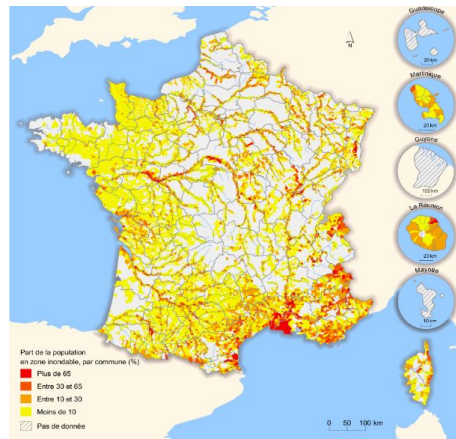 Guadeloupe
20 km
Martinique
20 km
Guyane
100 km
La Réunion
20 km
Mayotte
10 km
N
Part de la population
en zone inondable, par commune (%)
Plus de 65
Entre 30 et 65
Entre 10 et 30
Moins de 10
Pas de donnée
0 50 100 km